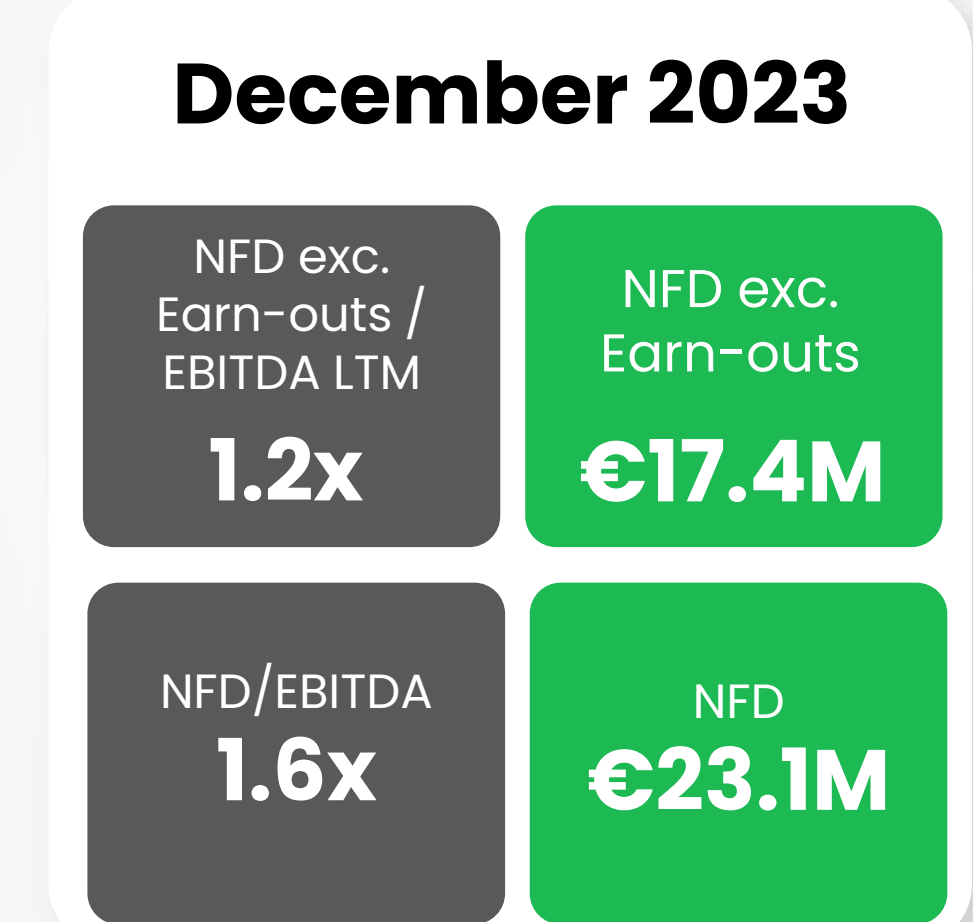 December 2023
NFD exc.
Earn-outs /
EBITDA LTM
1.2x
NFD exc.
Earn-outs
€17.4M
NFD/EBITDA
1.6x
NFD
€23.1M